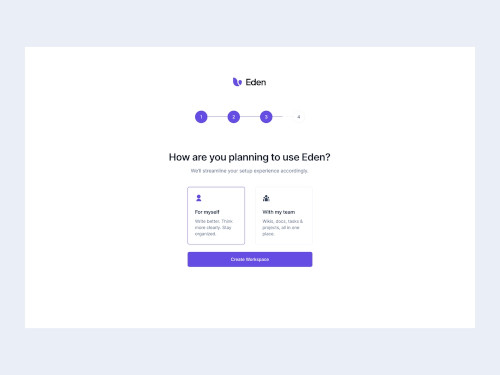 Eden
1 2 3 4
How are you planning to use Eden?
We'll streamline your setup experience accordingly.
For myself
Write better. Think
more clearly. Stay
organized.
With my team
Wikis, docs, tasks &
projects, all in one
place.
Create Workspace